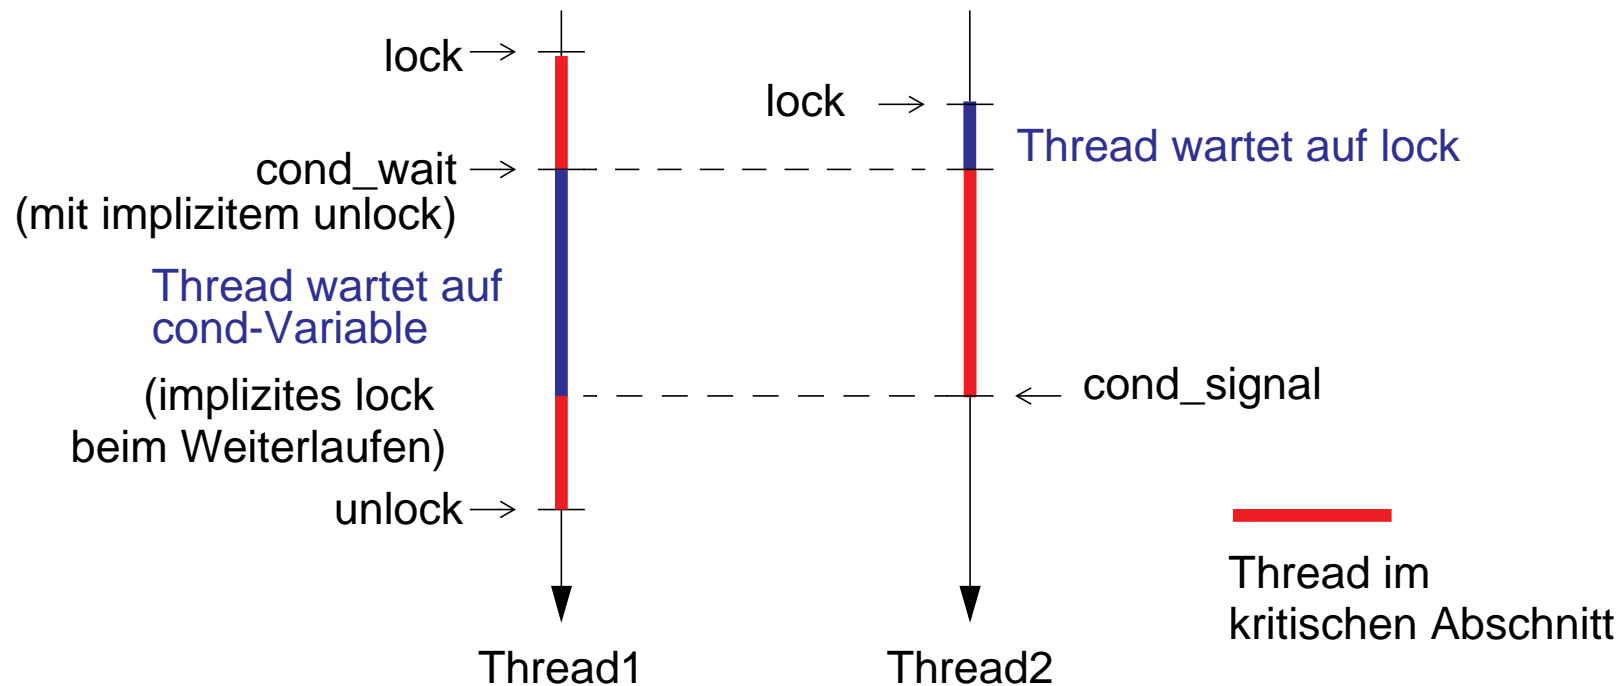 lock
lock
Thread wartet auf lock
cond_wait
(mit implizitem unlock)
Thread wartet auf
cond-Variable
(implizites lock
beim Weiterlaufen)
cond_signal
unlock
Thread im
kritischen Abschnitt
Thread1
Thread2